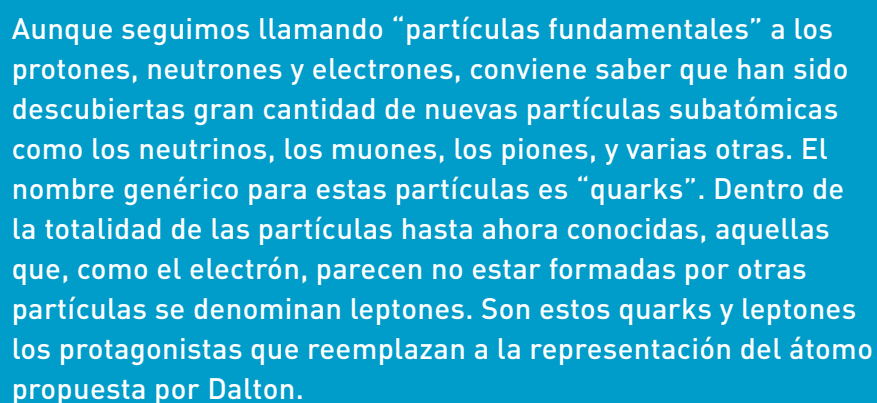 Aunque seguimos llamando “partículas fundamentales” a los
protones, neutrones y electrones, conviene saber que han sido
descubiertas gran cantidad de nuevas partículas subatómicas
como los neutrinos, los muones, los piones, y varias otras. El
nombre genérico para estas partículas es “quarks”. Dentro de
la totalidad de las partículas hasta ahora conocidas, aquellas
que, como el electrón, parecen no estar formadas por otras
partículas se denominan leptones. Son estos quarks y leptones
los protagonistas que reemplazan a la representación del átomo
propuesta por Dalton.